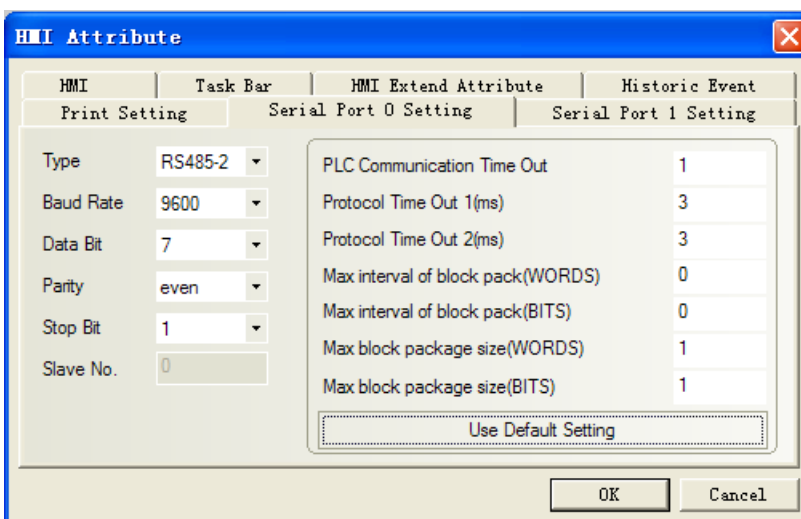 HMI Attribute
HMI Task Bar HMI Extend Attribute Historic Event
Print Setting Serial Port 0 Setting Serial Port 1 Setting
Type RS485-2
Baud Rate 9600
Data Bit 7
Parity even
Stop Bit 1
Slave No. 0
PLC Communication Time Out 1
Protocol Time Out 1(ms) 3
Protocol Time Out 2(ms) 3
Max interval of block pack(WORDS) 0
Max interval of block pack(BITS) 0
Max block package size(WORDS) 1
Max block package size(BITS) 1
Use Default Setting
OK Cancel